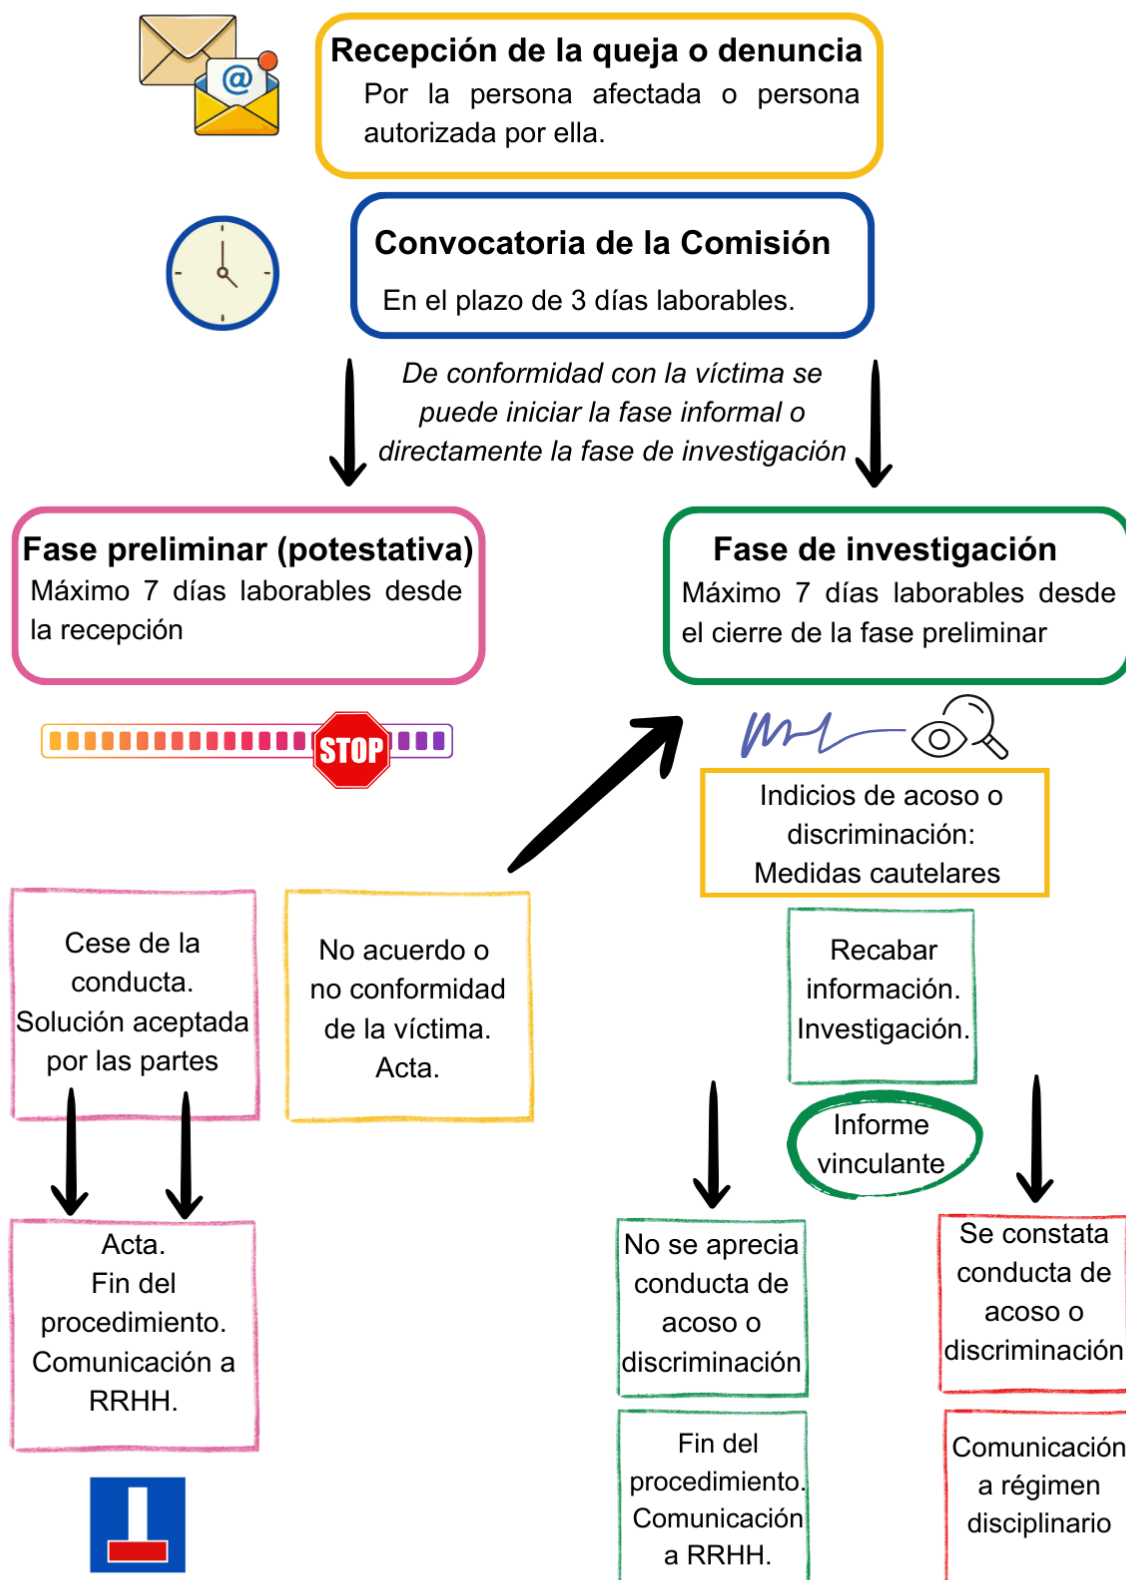 Recepción de la queja o denuncia
Por la persona afectada o persona
autorizada por ella.
@
Convocatoria de la Comisión
En el plazo de 3 días laborables.
De conformidad con la víctima se
puede iniciar la fase informal o
directamente la fase de investigación
Fase preliminar (potestativa)
Máximo 7 días laborables desde
la recepción
STOP
Fase de investigación
Máximo 7 días laborables desde
el cierre de la fase preliminar
Indicios de acoso o
discriminación:
Medidas cautelares
Cese de la
conducta.
Solución aceptada
por las partes
No acuerdo o
no conformidad
de la víctima.
Acta.
Recabar
información.
Investigación.
Informe
vinculante
Acta.
Fin del
procedimiento.
Comunicación a
RRHH.
No se aprecia
conducta de
acoso o
discriminación
Se constata
conducta de
acoso o
discriminación
Fin del
procedimiento.
Comunicación
a RRHH.
Comunicación
a régimen
disciplinario